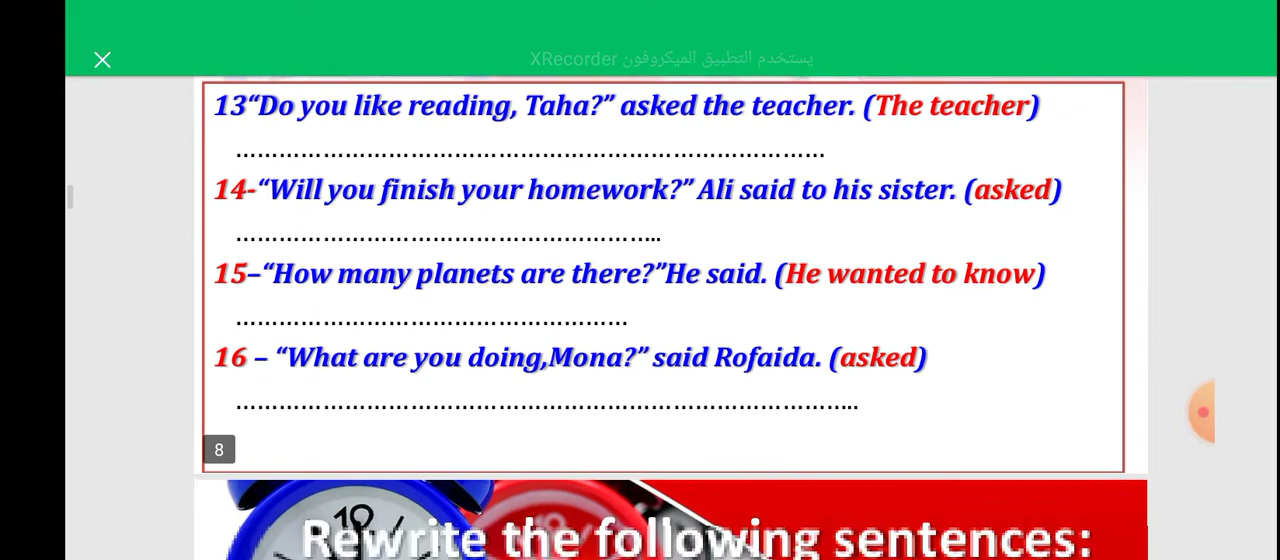 يستخدم التطبيق الميكروفون XRecorder
13“Do you like reading, Taha?” asked the teacher. (The teacher)
……………………………………………………………………
14-“Will you finish your homework?” Ali said to his sister. (asked)
………………………………………………..
15–“How many planets are there?”He said. (He wanted to know)
……………………………………………
16 – “What are you doing,Mona?” said Rofaida. (asked)
………………………………………………………………………..
8
10
10
Rewrite the following sentences: